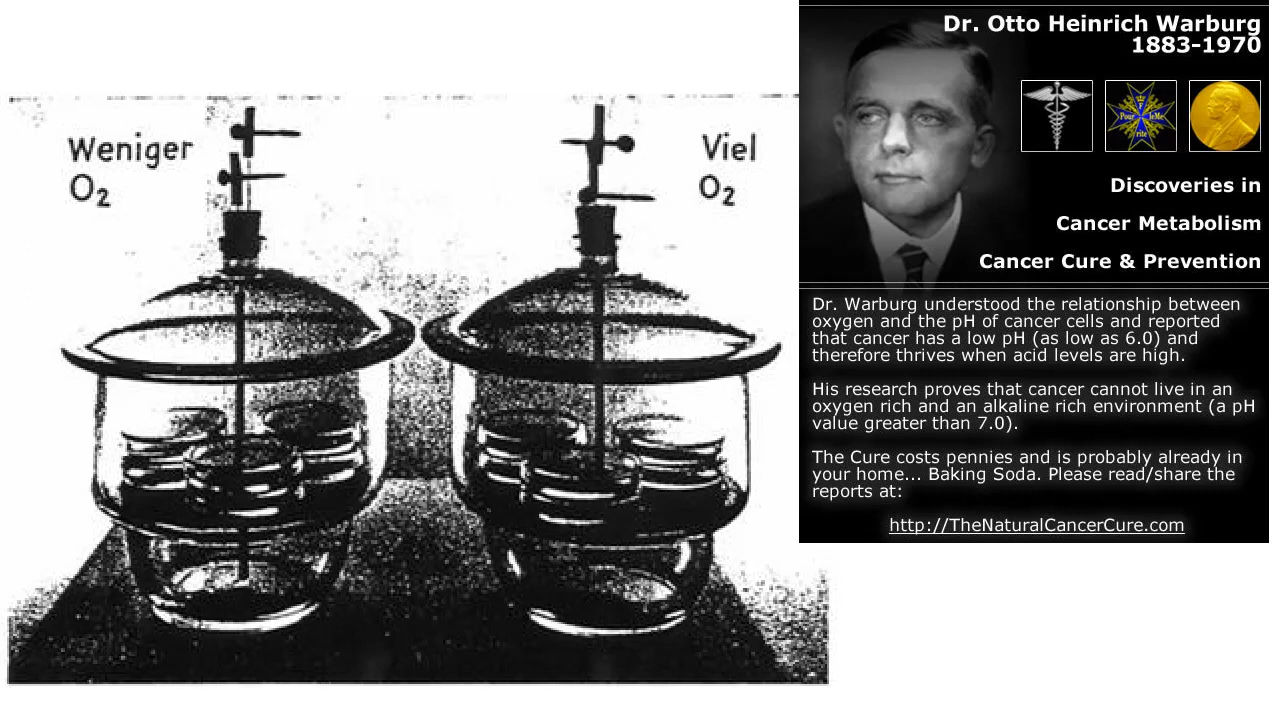 Weniger
O₂
Viel
O₂
Dr. Otto Heinrich Warburg
1883-1970
F
Pour leMe
rite
Discoveries in
Cancer Metabolism
Cancer Cure & Prevention
Dr. Warburg understood the relationship between
oxygen and the pH of cancer cells and reported
that cancer has a low pH (as low as 6.0) and
therefore thrives when acid levels are high.
His research proves that cancer cannot live in an
oxygen rich and an alkaline rich environment (a pH
value greater than 7.0).
The Cure costs pennies and is probably already in
your home... Baking Soda. Please read/share the
reports at:
http://TheNaturalCancerCure.com